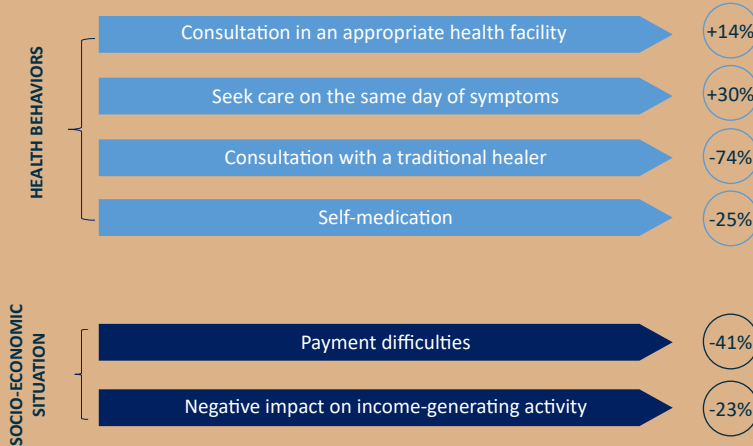 HEALTH BEHAVIORS
Consultation in an appropriate health facility
+14%
Seek care on the same day of symptoms
+30%
Consultation with a traditional healer
-74%
Self-medication
-25%
SOCIO-ECONOMIC
SITUATION
Payment difficulties
-41%
Negative impact on income-generating activity
-23%